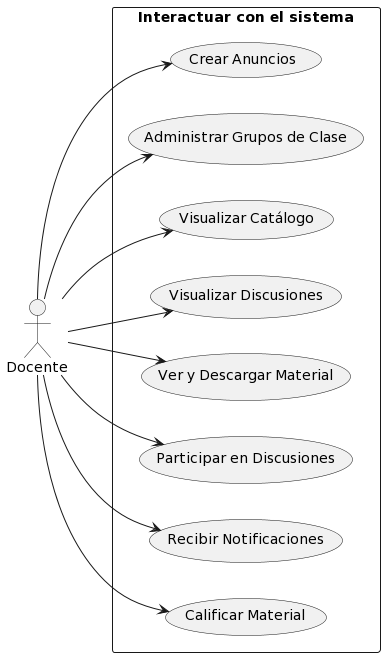 Interactuar con el sistema
Crear Anuncios
Administrar Grupos de Clase
Visualizar Catálogo
Visualizar Discusiones
Docente
Ver y Descargar Material
Participar en Discusiones
Recibir Notificaciones
Calificar Material